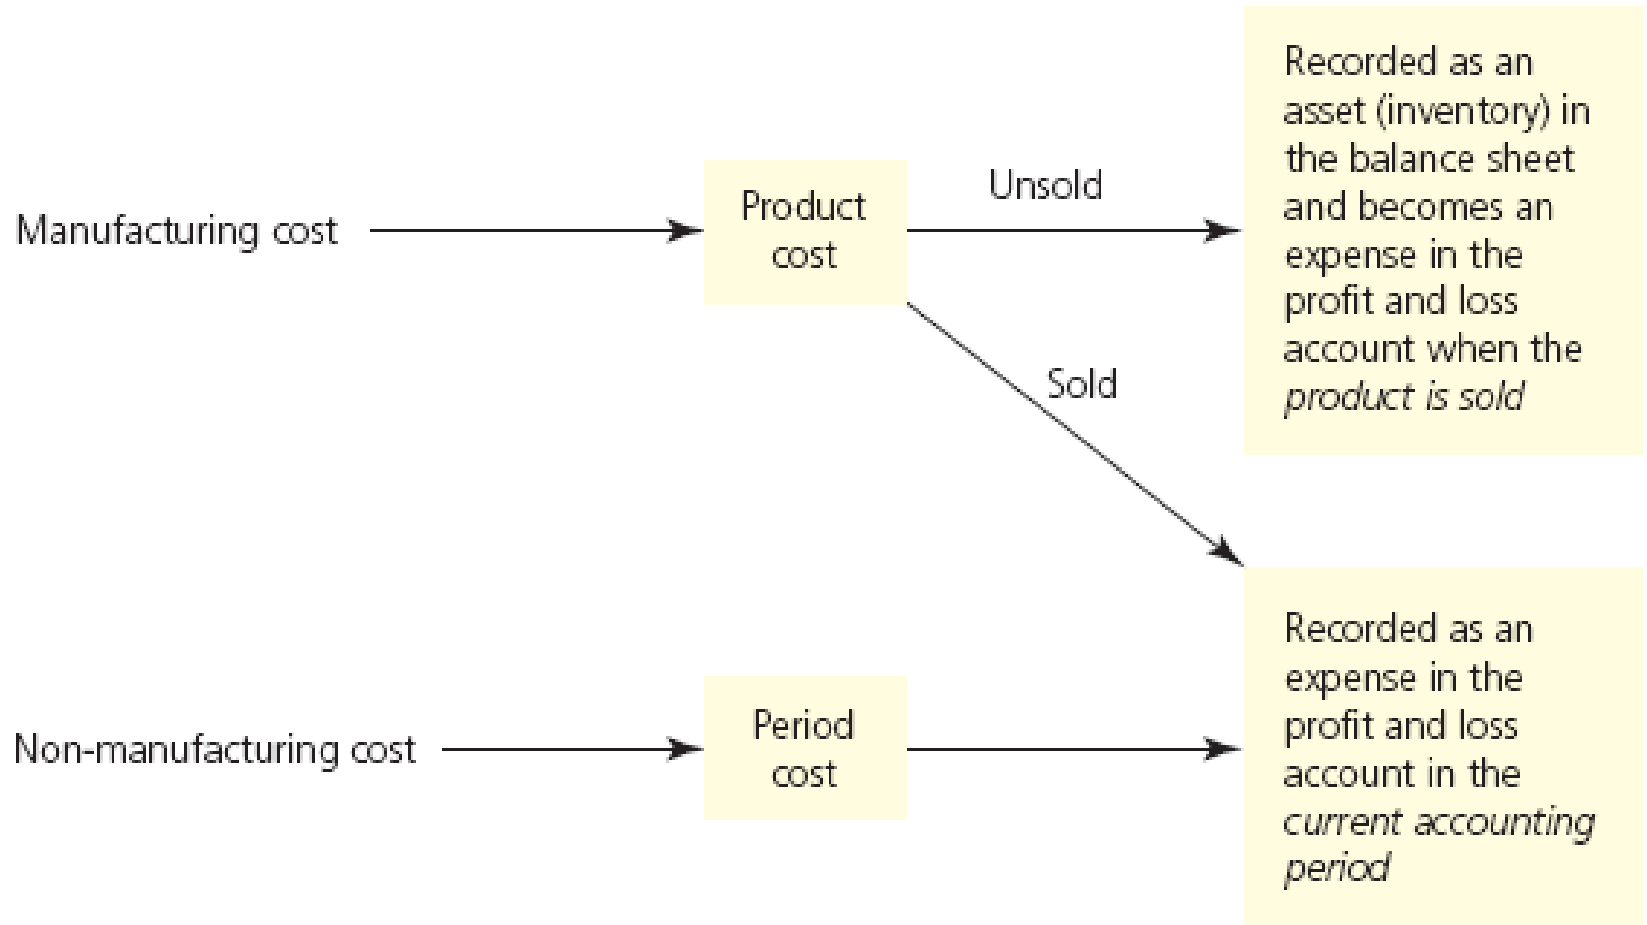 Manufacturing cost
Product
cost
Unsold
Recorded as an
asset (inventory) in
the balance sheet
and becomes an
expense in the
profit and loss
account when the
product is sold
Sold
Non-manufacturing cost
Period
cost
Recorded as an
expense in the
profit and loss
account in the
current accounting
period